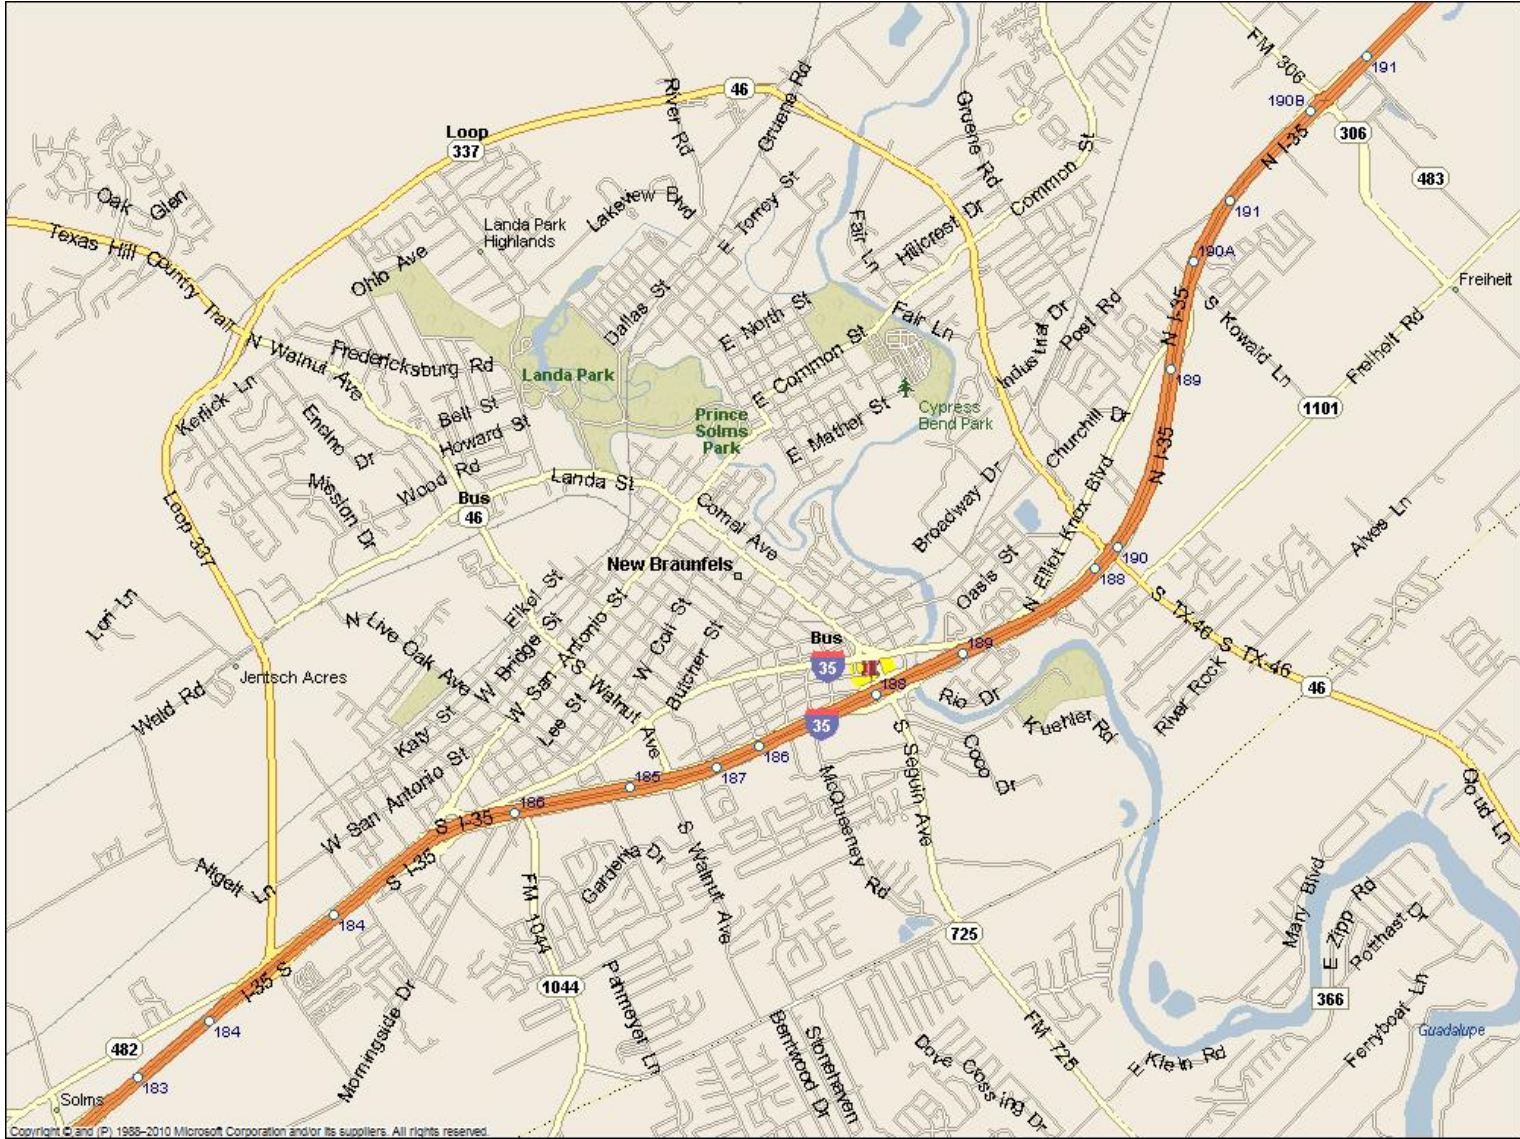 FM 306
191
190B
306
N I-35
483
46
Gruene Rd
River Rd
Gruene Rd
Common St
Loop
337
Oak Glen
Landa Park
Highlands
Lakeview Blvd
E Torrey St
Fair Ln
Hillcrest Dr
191
190A
Texas Hill Country Trail
Ohio Ave
Dallas St
E North St
Fair Ln
Industrial Dr
Post Rd
N I-35
S Kowald Ln
Freiheit
Freiheit Rd
N Walnut Ave
Fredericksburg Rd
Landa Park
E Common St
189
1101
Kerlick Ln
Encino Dr
Bell St
Howard St
Prince
Solms
Park
E Mather St
Cypress
Bend Park
Churchill Dr
N I-35
Mission Dr
Wood Rd
Landa St
Bus
46
Comal Ave
Broadway Dr
N Elliot Knox Blvd
Alves Ln
Loop 337
New Braunfels
Oasis St
190
188
Lori Ln
N Live Oak Ave
Eikel St
W Bridge St
W San Antonio St
W Coll St
Butcher St
S TX-46
S TX-46
Bus
35
189
188
46
Jentsch Acres
Wald Rd
Katy St
Lee St
S Walnut Ave
35
Rio Dr
Kuehler Rd
River Rock
W San Antonio St
186
187
185
186
S I-35
McQueeney Rd
S Seguin Ave
Coco Dr
Cloud Ln
Altgelt Ln
S I-35
184
FM 1044
Gardenia Dr
S Walnut Ave
Mary Blvd
E Zipp Rd
Potthast Dr
725
I-35 S
1044
Pahmeyer Ln
366
Ferryboat Ln
Guadalupe
184
482
183
Solms
Morningside Dr
Bentwood Dr
Stonehaven
Dove Crossing Dr
FM 725
E Klein Rd
Copyright © and (P) 1988–2010 Microsoft Corporation and/or its suppliers. All rights reserved.